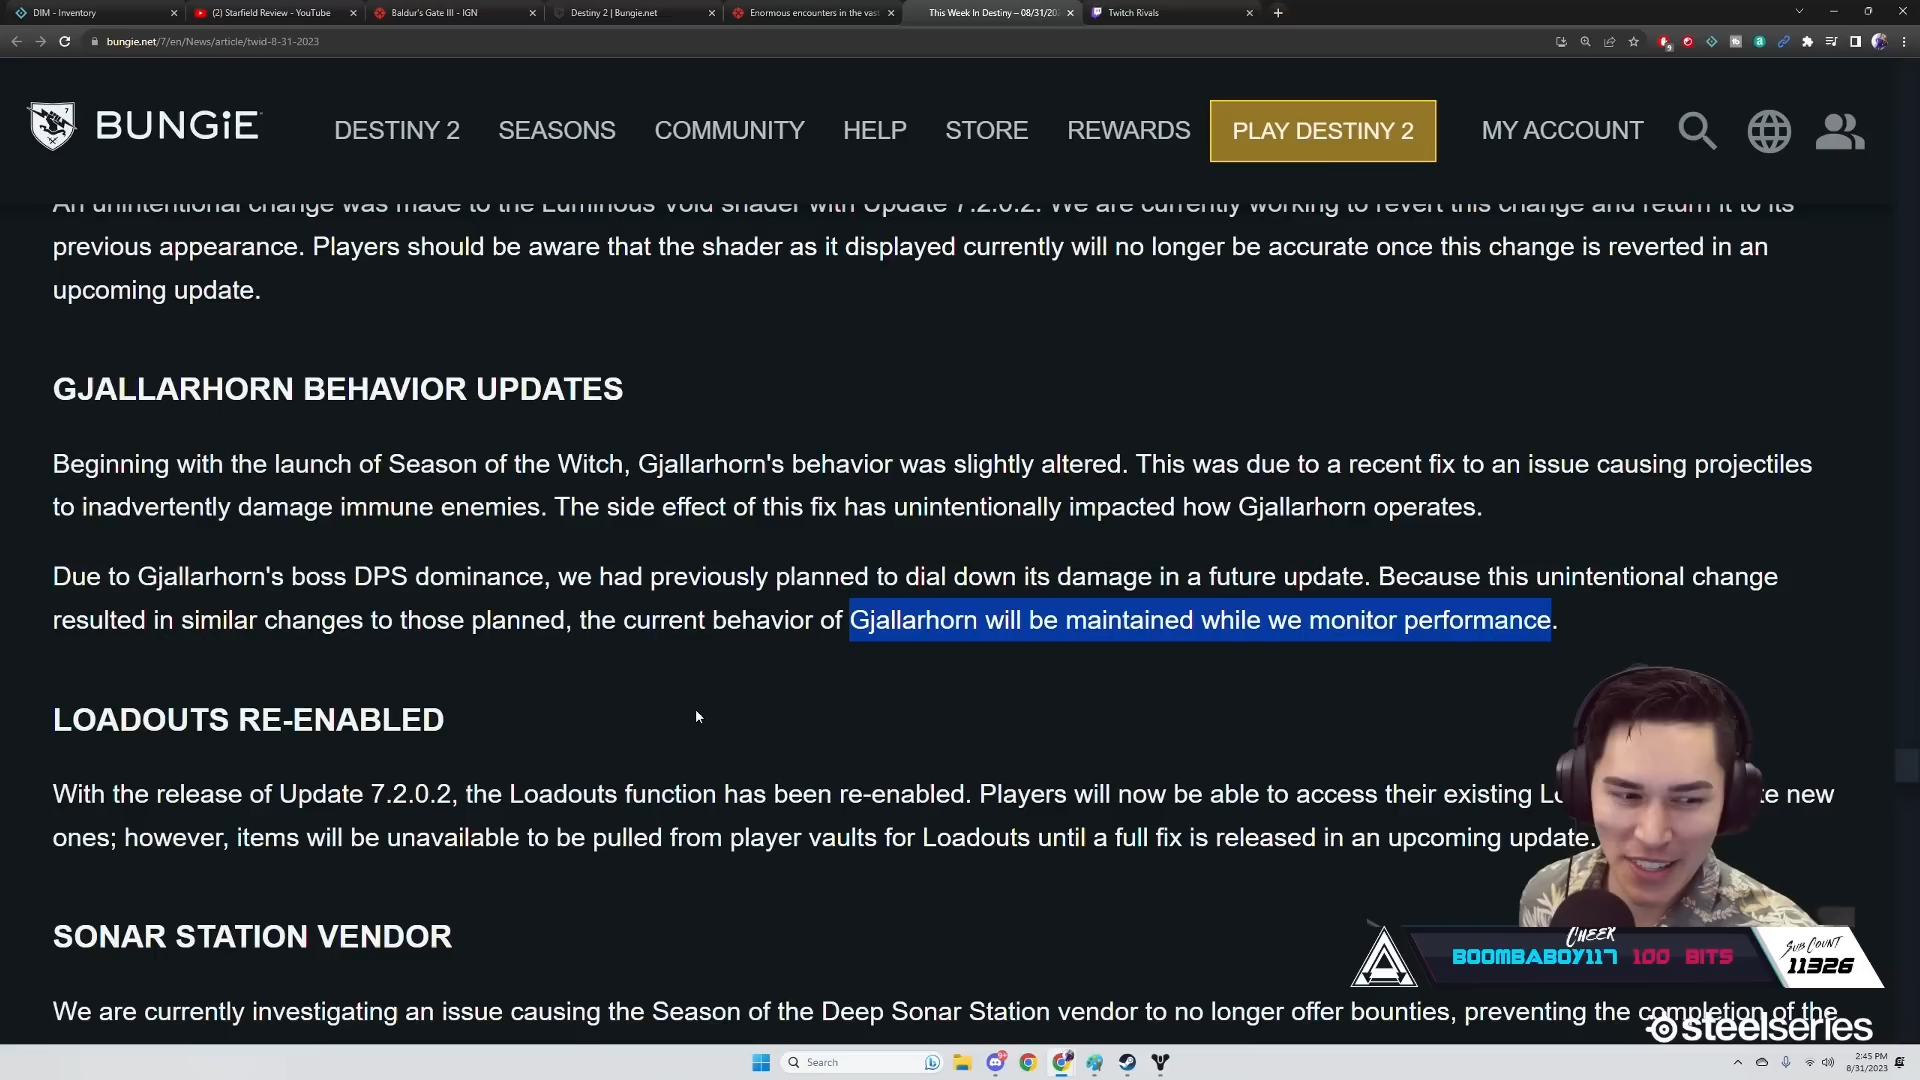 DIM - Inventory
(2) Starfield Review - YouTube
Baldur's Gate III - IGN
Destiny 2 | Bungie.net
Enormous encounters in the vast
This Week In Destiny – 08/31/202
Twitch Rivals
bungie.net/7/en/News/article/twid-8-31-2023
BUNGiE
DESTINY 2
SEASONS
COMMUNITY
HELP
STORE
REWARDS
PLAY DESTINY 2
MY ACCOUNT
An unintentional change was made to the Luminous Void shader with Update 7.2.0.2. We are currently working to revert this change and return it to its
previous appearance. Players should be aware that the shader as it displayed currently will no longer be accurate once this change is reverted in an
upcoming update.
GJALLARHORN BEHAVIOR UPDATES
Beginning with the launch of Season of the Witch, Gjallarhorn's behavior was slightly altered. This was due to a recent fix to an issue causing projectiles
to inadvertently damage immune enemies. The side effect of this fix has unintentionally impacted how Gjallarhorn operates.
Due to Gjallarhorn's boss DPS dominance, we had previously planned to dial down its damage in a future update. Because this unintentional change
resulted in similar changes to those planned, the current behavior of Gjallarhorn will be maintained while we monitor performance.
LOADOUTS RE-ENABLED
With the release of Update 7.2.0.2, the Loadouts function has been re-enabled. Players will now be able to access their existing Lo te new
ones; however, items will be unavailable to be pulled from player vaults for Loadouts until a full fix is released in an upcoming update.
SONAR STATION VENDOR
We are currently investigating an issue causing the Season of the Deep Sonar Station vendor to no longer offer bounties, preventing the completion of the
CHEER
BOOMBABOY117 100 BITS
SUB COUNT
11326
steelseries
Search
2:45 PM
8/31/2023